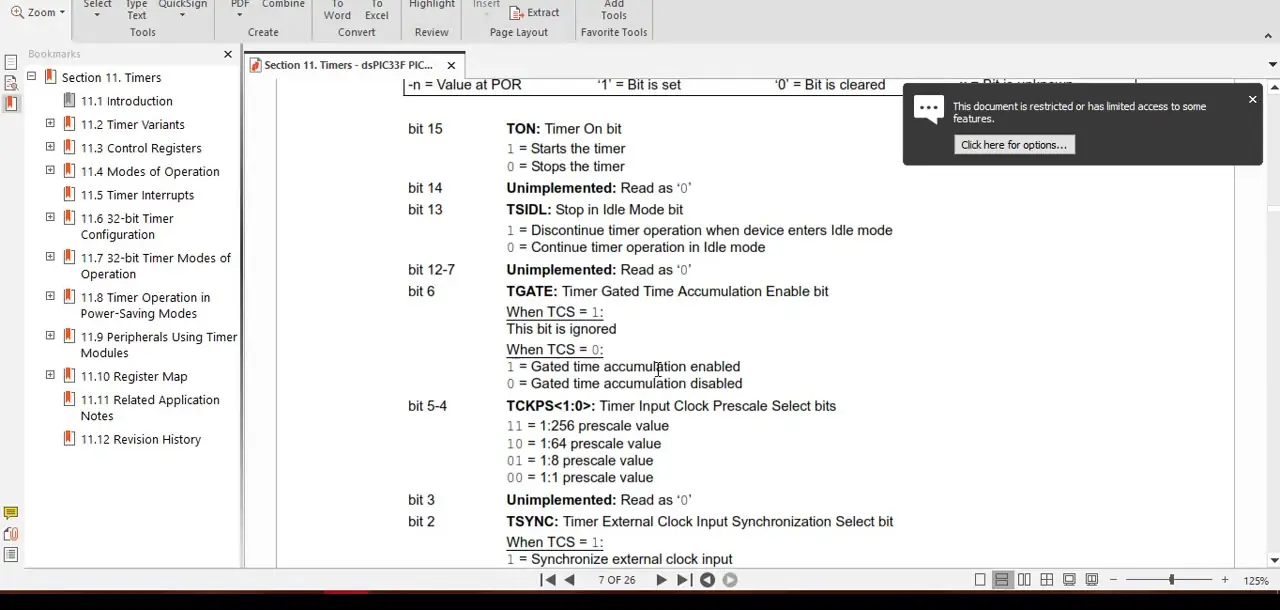 Zoom
Select
Type
Text
QuickSign
Tools
PDF
Combine
Create
To
Word
To
Excel
Convert
Highlight
Review
Insert
Extract
Page Layout
Add
Tools
Favorite Tools
Bookmarks
Section 11. Timers
11.1 Introduction
11.2 Timer Variants
11.3 Control Registers
11.4 Modes of Operation
11.5 Timer Interrupts
11.6 32-bit Timer
Configuration
11.7 32-bit Timer Modes of
Operation
11.8 Timer Operation in
Power-Saving Modes
11.9 Peripherals Using Timer
Modules
11.10 Register Map
11.11 Related Application
Notes
11.12 Revision History
Section 11. Timers - dsPIC33F PIC...
-n = Value at POR ‘1’ = Bit is set ‘0’ = Bit is cleared x = Bit is unknown
This document is restricted or has limited access to some
features.
Click here for options...
bit 15 TON: Timer On bit
1 = Starts the timer
0 = Stops the timer
bit 14 Unimplemented: Read as ‘0’
bit 13 TSIDL: Stop in Idle Mode bit
1 = Discontinue timer operation when device enters Idle mode
0 = Continue timer operation in Idle mode
bit 12-7 Unimplemented: Read as ‘0’
bit 6 TGATE: Timer Gated Time Accumulation Enable bit
When TCS = 1:
This bit is ignored
When TCS = 0:
1 = Gated time accumulation enabled
0 = Gated time accumulation disabled
bit 5-4 TCKPS<1:0>: Timer Input Clock Prescale Select bits
11 = 1:256 prescale value
10 = 1:64 prescale value
01 = 1:8 prescale value
00 = 1:1 prescale value
bit 3 Unimplemented: Read as ‘0’
bit 2 TSYNC: Timer External Clock Input Synchronization Select bit
When TCS = 1:
1 = Synchronize external clock input
7 OF 26
125%